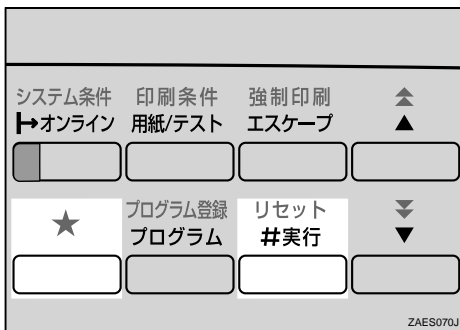 システム条件 印刷条件 強制印刷
オンライン 用紙/テスト エスケープ
★ プログラム登録 リセット
プログラム #実行
ZAES070J